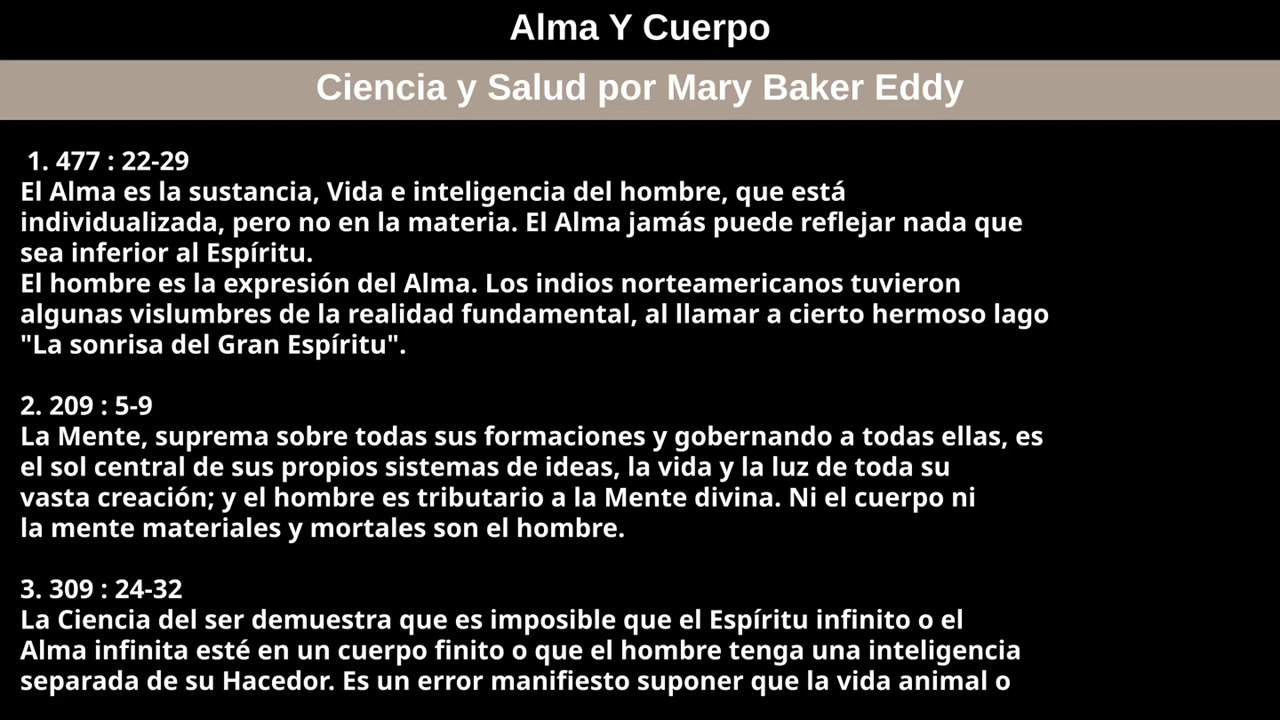 Alma Y Cuerpo
Ciencia y Salud por Mary Baker Eddy
1. 477 : 22-29
El Alma es la sustancia, Vida e inteligencia del hombre, que está
individualizada, pero no en la materia. El Alma jamás puede reflejar nada que
sea inferior al Espíritu.
El hombre es la expresión del Alma. Los indios norteamericanos tuvieron
algunas vislumbres de la realidad fundamental, al llamar a cierto hermoso lago
"La sonrisa del Gran Espíritu".
2. 209 : 5-9
La Mente, suprema sobre todas sus formaciones y gobernando a todas ellas, es
el sol central de sus propios sistemas de ideas, la vida y la luz de toda su
vasta creación; y el hombre es tributario a la Mente divina. Ni el cuerpo ni
la mente materiales y mortales son el hombre.
3. 309 : 24-32
La Ciencia del ser demuestra que es imposible que el Espíritu infinito o el
Alma infinita esté en un cuerpo finito o que el hombre tenga una inteligencia
separada de su Hacedor. Es un error manifiesto suponer que la vida animal o